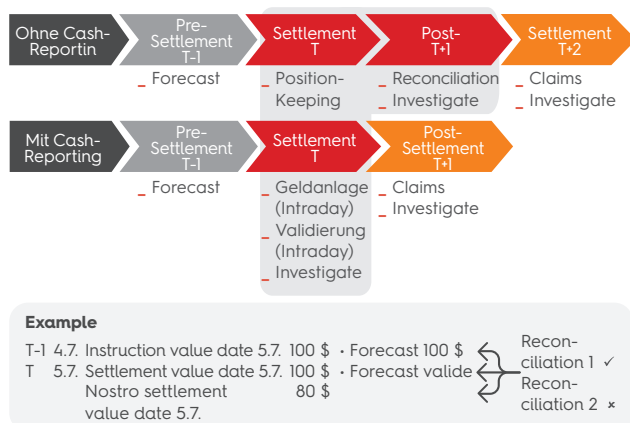 Ohne Cash-
Reportin
Pre-
Settlement
T-1
Settlement
T
Post-
T+1
Settlement
T+2
_ Forecast
_ Position-
Keeping
_ Reconciliation
_ Investigate
_ Claims
_ Investigate
Mit Cash-
Reporting
Pre-
Settlement
T-1
Settlement
T
Post-
Settlement
T+1
_ Forecast
_ Geldanlage
(Intraday)
_ Validierung
(Intraday)
_ Investigate
_ Claims
_ Investigate
Example
T-1 4.7. Instruction value date 5.7. 100 $ · Forecast 100 $
T 5.7. Settlement value date 5.7. 100 $ · Forecast valide
Nostro settlement 80 $
value date 5.7.
Recon-
ciliation 1 ✓
Recon-
ciliation 2 ×